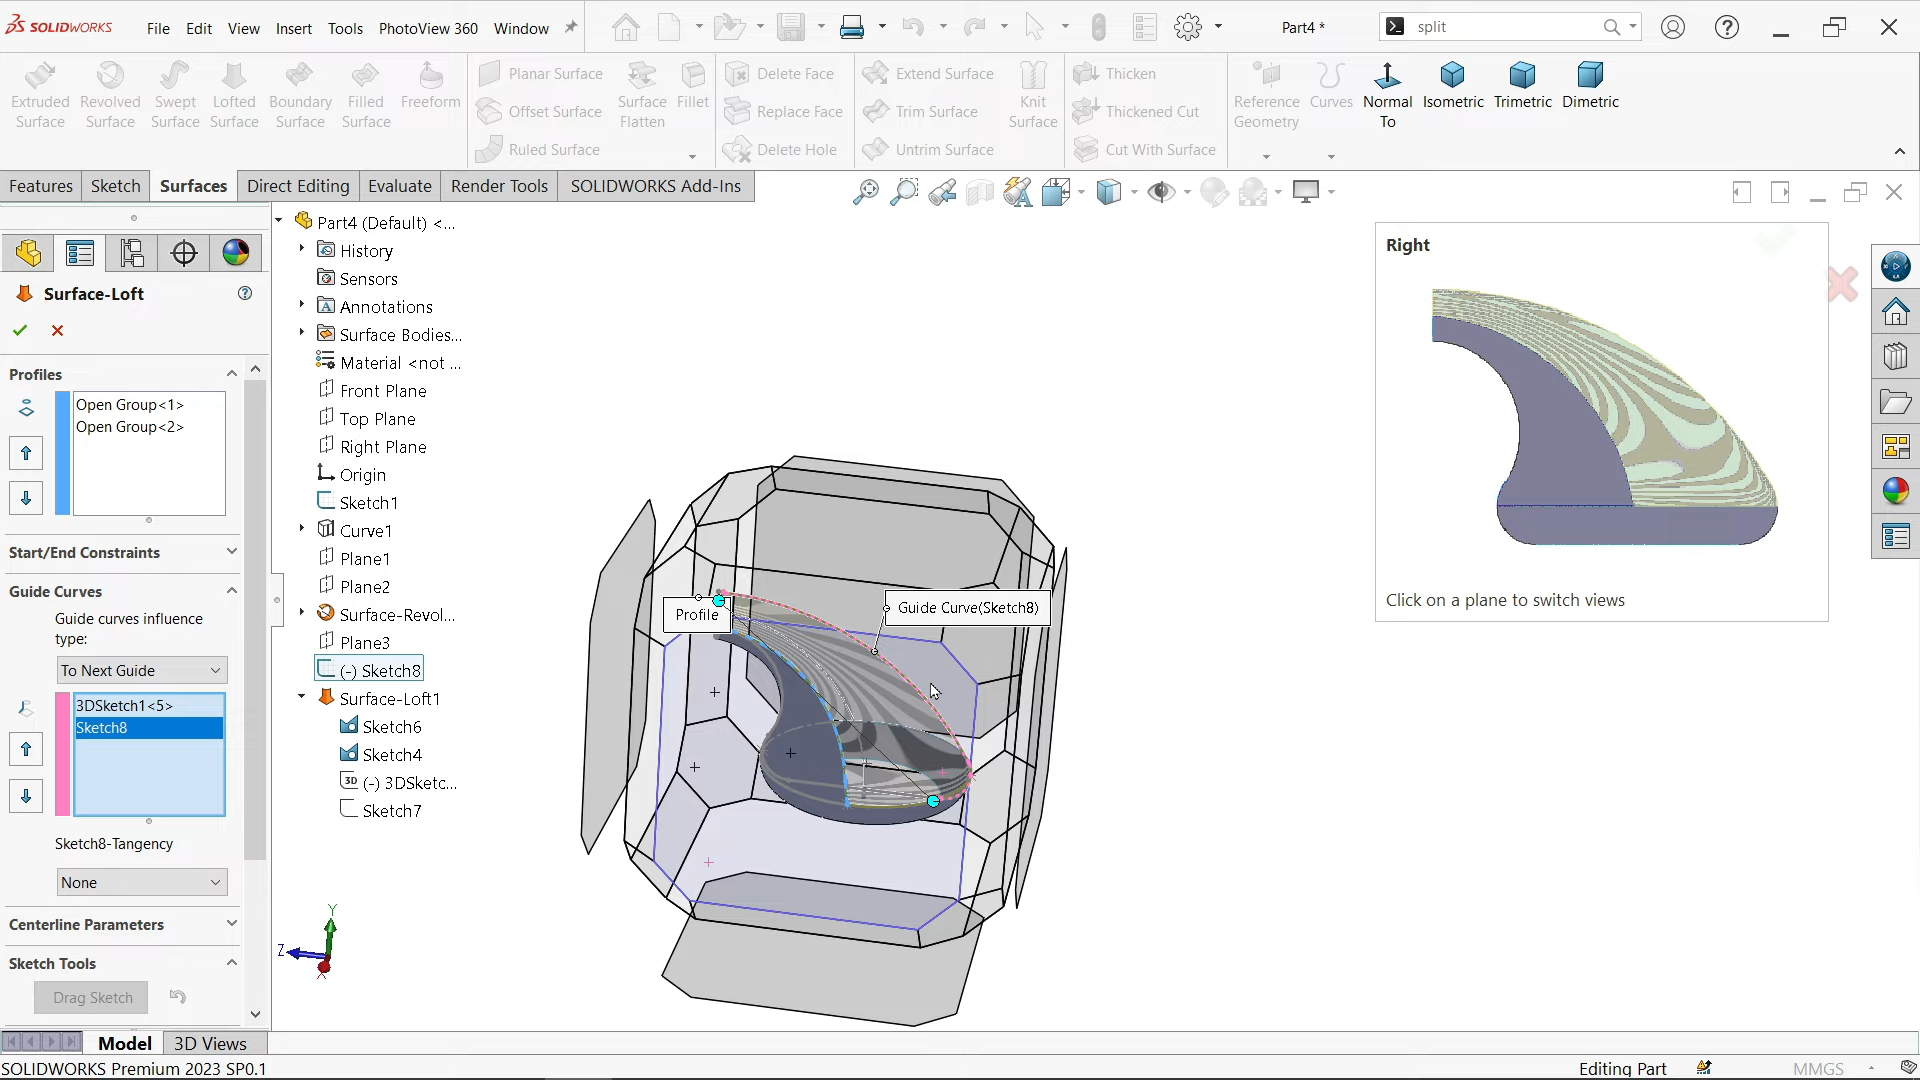 SOLIDWORKS
File Edit View Insert Tools PhotoView 360 Window
Part4 *
split
Extruded Surface
Revolved Surface
Swept Surface
Lofted Surface
Boundary Surface
Filled Surface
Freeform
Planar Surface
Offset Surface
Ruled Surface
Surface Flatten
Fillet
Delete Face
Replace Face
Delete Hole
Extend Surface
Trim Surface
Untrim Surface
Knit Surface
Thicken
Thickened Cut
Cut With Surface
Reference Geometry
Curves
Normal To
Isometric
Trimetric
Dimetric
Features Sketch Surfaces Direct Editing Evaluate Render Tools SOLIDWORKS Add-Ins
Surface-Loft
Profiles
Open Group<1>
Open Group<2>
Start/End Constraints
Guide Curves
Guide curves influence
type:
To Next Guide
3DSketch1<5>
Sketch8
Sketch8-Tangency
None
Centerline Parameters
Sketch Tools
Drag Sketch
Part4 (Default) <...
History
Sensors
Annotations
Surface Bodies...
Material <not ...
Front Plane
Top Plane
Right Plane
Origin
Sketch1
Curve1
Plane1
Plane2
Surface-Revol...
Plane3
(-) Sketch8
Surface-Loft1
Sketch6
Sketch4
3D (-) 3DSketc...
Sketch7
Profile
Guide Curve(Sketch8)
Y
Z
X
Right
Click on a plane to switch views
Model 3D Views
SOLIDWORKS Premium 2023 SP0.1
Editing Part
MMGS